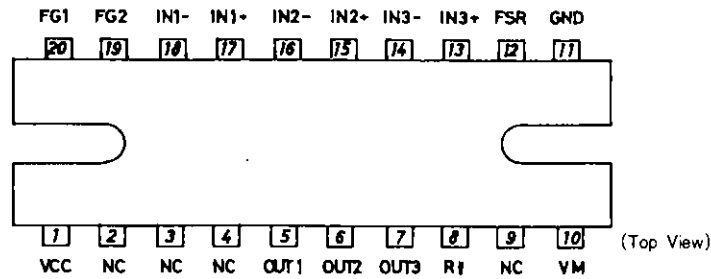 FG1 FG2 IN1- IN1+ IN2- IN2+ IN3- IN3+ FSR GND
20 19 18 17 16 15 14 13 12 11
1 2 3 4 5 6 7 8 9 10
(Top View)
VCC NC NC NC OUT1 OUT2 OUT3 Rf NC VM